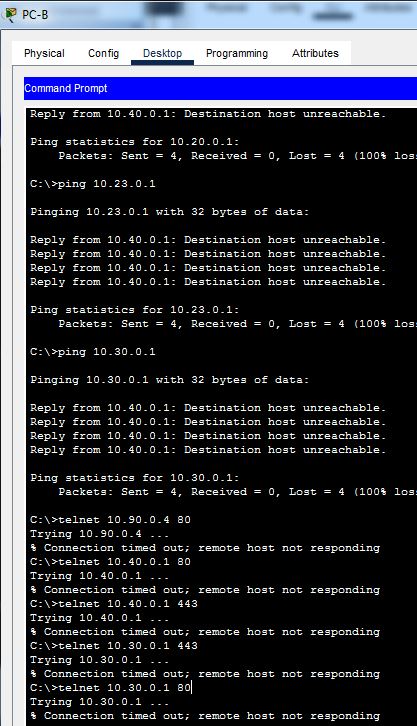 PC-B
Physical Config Desktop Programming Attributes
Command Prompt
Reply from 10.40.0.1: Destination host unreachable.
Ping statistics for 10.20.0.1:
Packets: Sent = 4, Received = 0, Lost = 4 (100% los
C:\>ping 10.23.0.1
Pinging 10.23.0.1 with 32 bytes of data:
Reply from 10.40.0.1: Destination host unreachable.
Reply from 10.40.0.1: Destination host unreachable.
Reply from 10.40.0.1: Destination host unreachable.
Reply from 10.40.0.1: Destination host unreachable.
Ping statistics for 10.23.0.1:
Packets: Sent = 4, Received = 0, Lost = 4 (100% los
C:\>ping 10.30.0.1
Pinging 10.30.0.1 with 32 bytes of data:
Reply from 10.40.0.1: Destination host unreachable.
Reply from 10.40.0.1: Destination host unreachable.
Reply from 10.40.0.1: Destination host unreachable.
Reply from 10.40.0.1: Destination host unreachable.
Ping statistics for 10.30.0.1:
Packets: Sent = 4, Received = 0, Lost = 4 (100% los
C:\>telnet 10.90.0.4 80
Trying 10.90.0.4 ...
% Connection timed out; remote host not responding
C:\>telnet 10.40.0.1 80
Trying 10.40.0.1 ...
% Connection timed out; remote host not responding
C:\>telnet 10.40.0.1 443
Trying 10.40.0.1 ...
% Connection timed out; remote host not responding
C:\>telnet 10.30.0.1 443
Trying 10.30.0.1 ...
% Connection timed out; remote host not responding
C:\>telnet 10.30.0.1 80
Trying 10.30.0.1 ...
% Connection timed out; remote host not responding